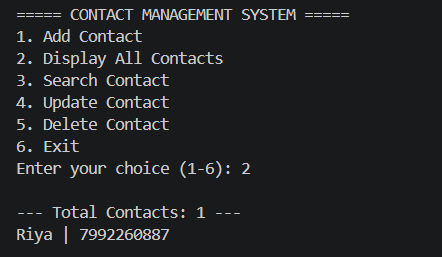 ===== CONTACT MANAGEMENT SYSTEM =====
1. Add Contact
2. Display All Contacts
3. Search Contact
4. Update Contact
5. Delete Contact
6. Exit
Enter your choice (1-6): 2
--- Total Contacts: 1 ---
Riya | 7992260887